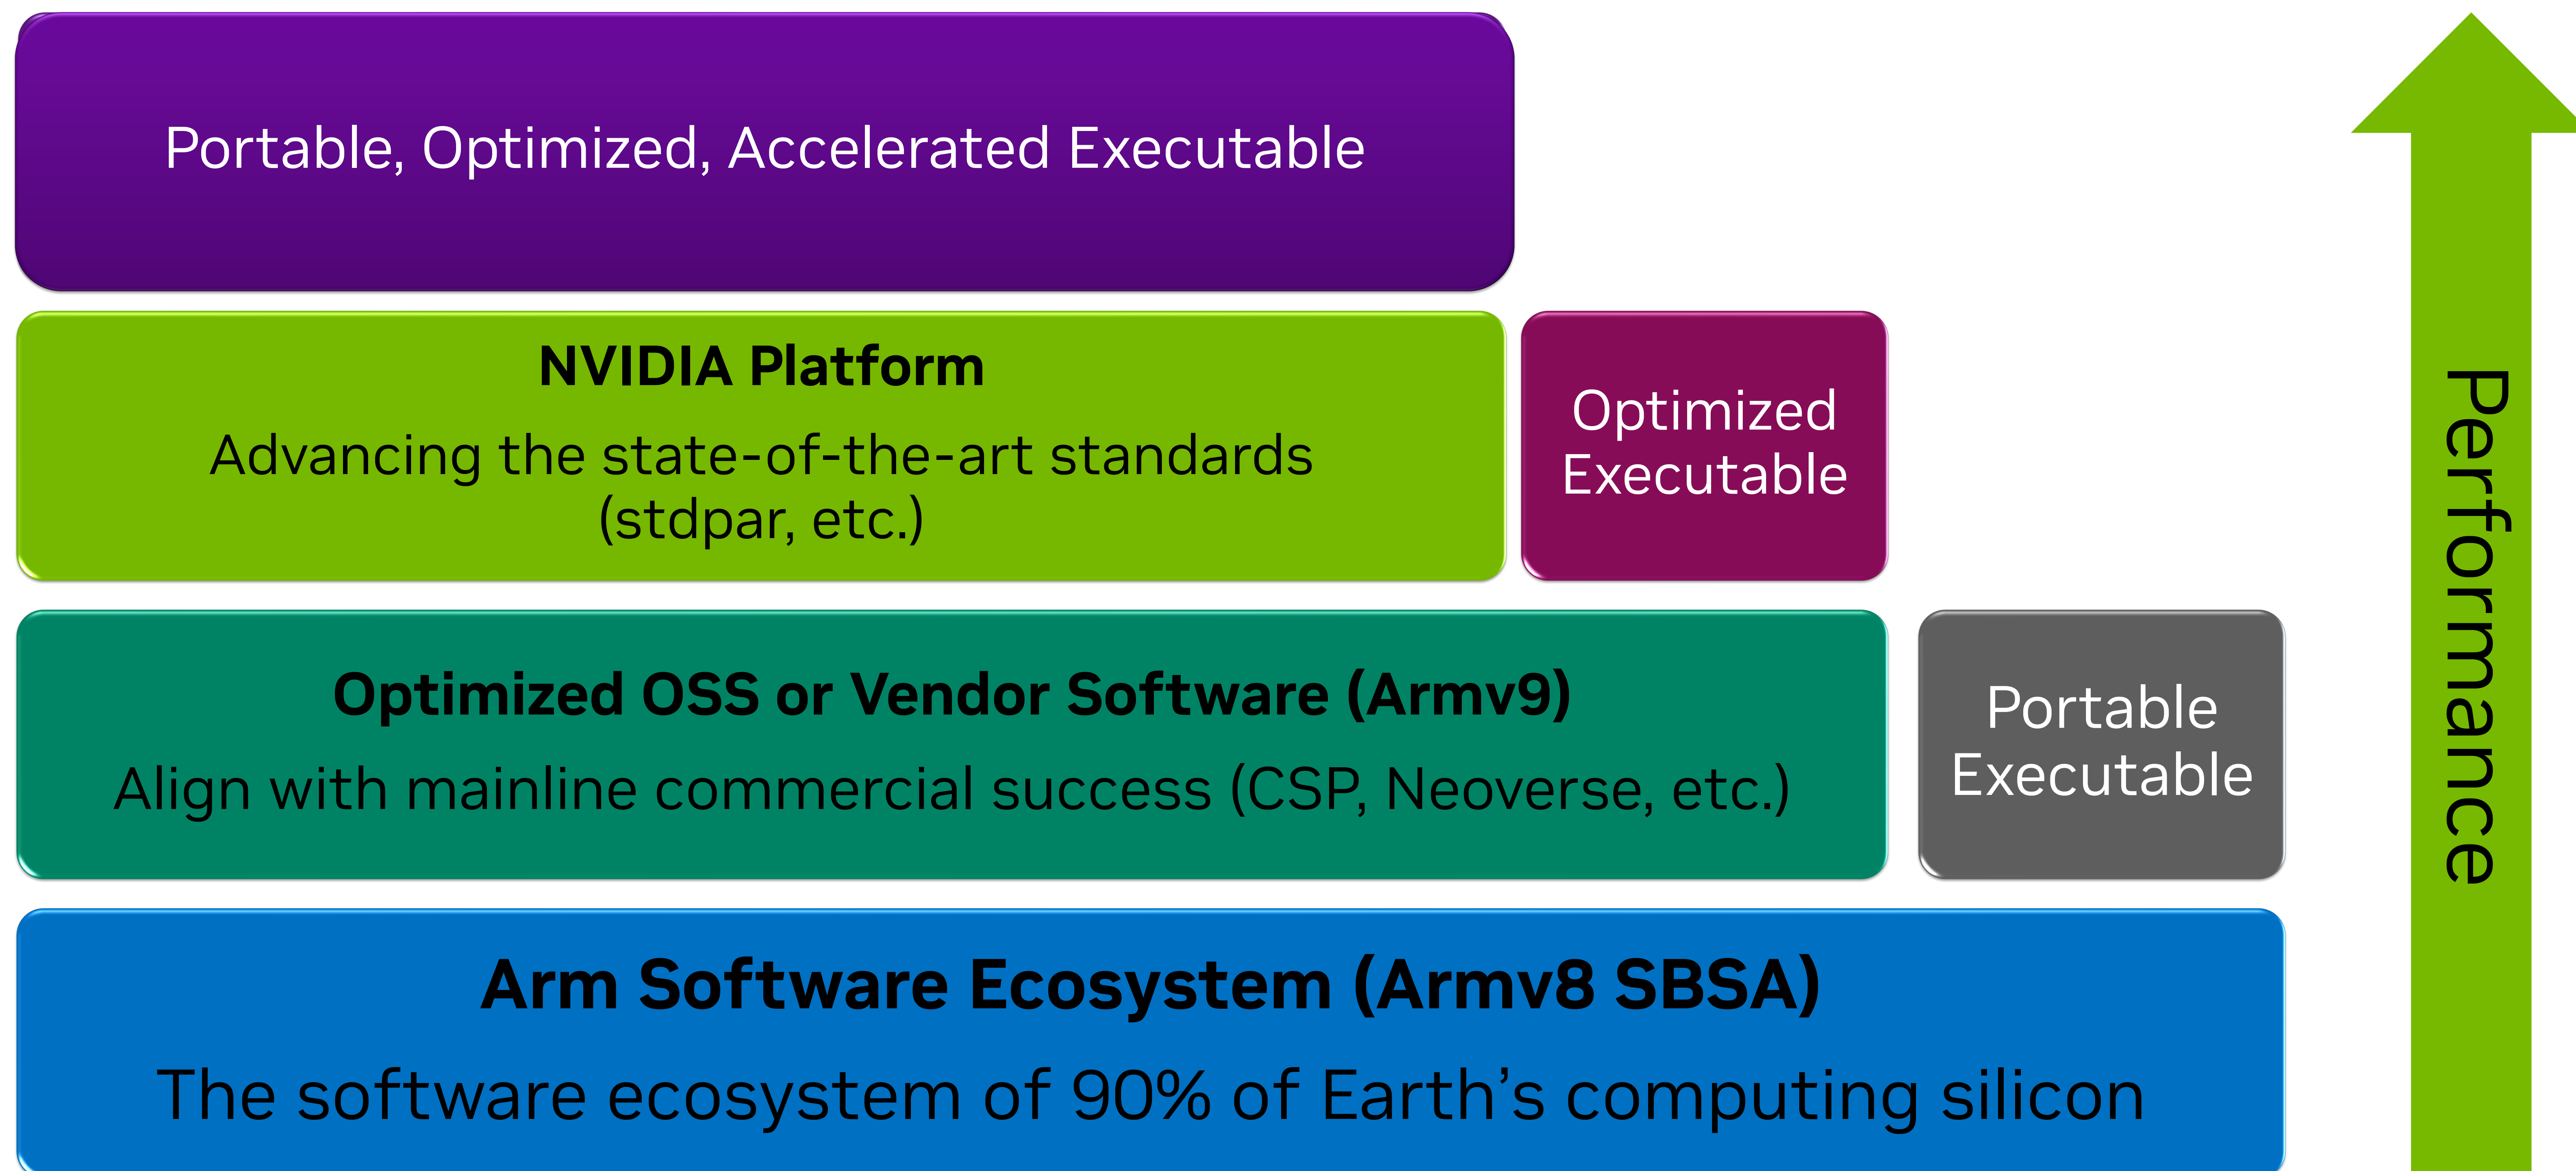 Portable, Optimized, Accelerated Executable
NVIDIA Platform
Advancing the state-of-the-art standards
(stdpar, etc.)
Optimized
Executable
Optimized OSS or Vendor Software (Armv9)
Align with mainline commercial success (CSP, Neoverse, etc.)
Portable
Executable
Arm Software Ecosystem (Armv8 SBSA)
The software ecosystem of 90% of Earth’s computing silicon
Performance